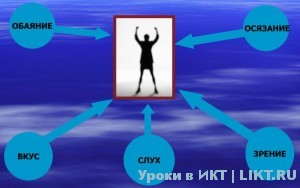 ОБАЯНИЕ
ОСЯЗАНИЕ
ВКУС
СЛУХ
ЗРЕНИЕ
Уроки в ИКТ | LIKT.RU